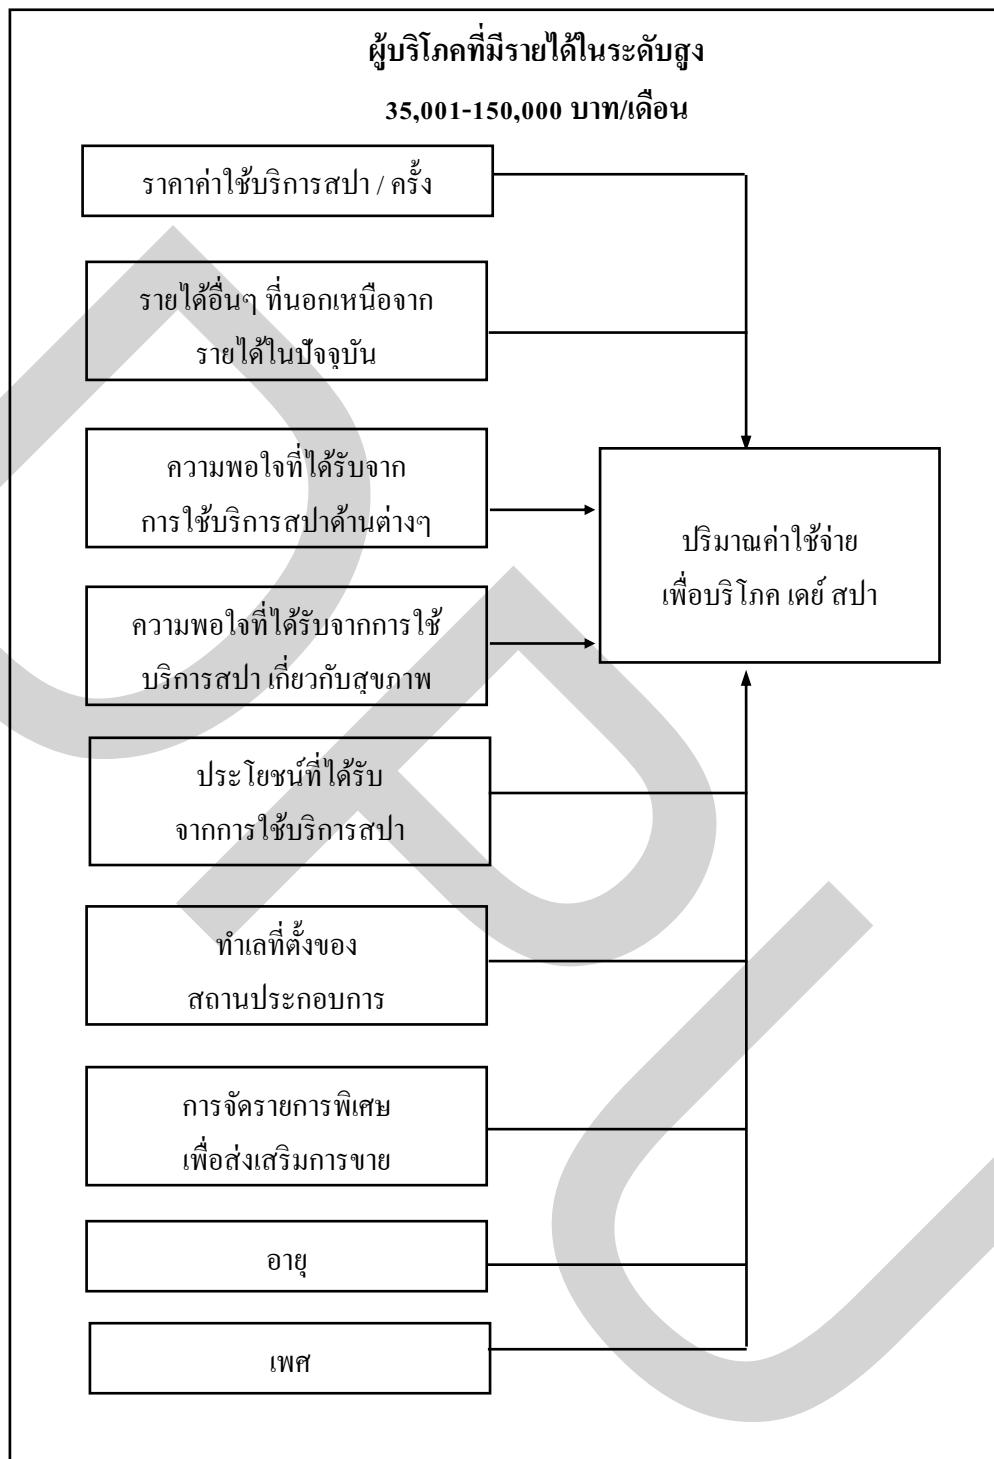 ผู้บริโภคที่มีรายได้ในระดับสูง
35,001-150,000 บาท/เดือน
ราคาค่าใช้บริการสปา / ครั้ง
รายได้อื่นๆ ที่นอกเหนือจาก
รายได้ในปัจจุบัน
ความพอใจที่ได้รับจาก
การใช้บริการสปาด้านต่างๆ
ปริมาณค่าใช้จ่าย
เพื่อบริโภค เดย์ สปา
ความพอใจที่ได้รับจากการใช้
บริการสปา เกี่ยวกับสุขภาพ
ประโยชน์ที่ได้รับ
จากการใช้บริการสปา
ทำเลที่ตั้งของ
สถานประกอบการ
การจัดรายการพิเศษ
เพื่อส่งเสริมการขาย
อายุ
เพศ
DPU